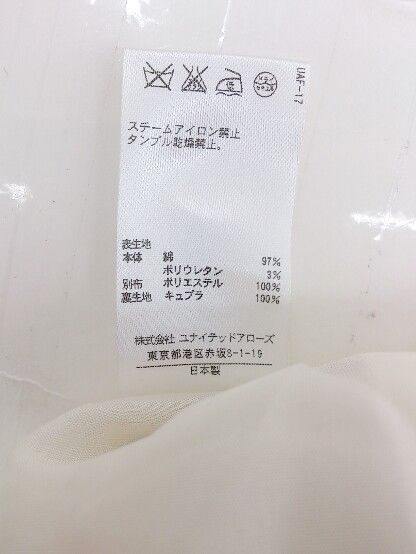 UAF-17
低
スチームアイロン禁止
タンブル乾燥禁止。
表生地
本体 綿 97%
ポリウレタン 3%
別布 ポリエステル 100%
裏生地 キュプラ 100%
株式会社 ユナイテッドアローズ
東京都港区赤坂8-1-19
日本製